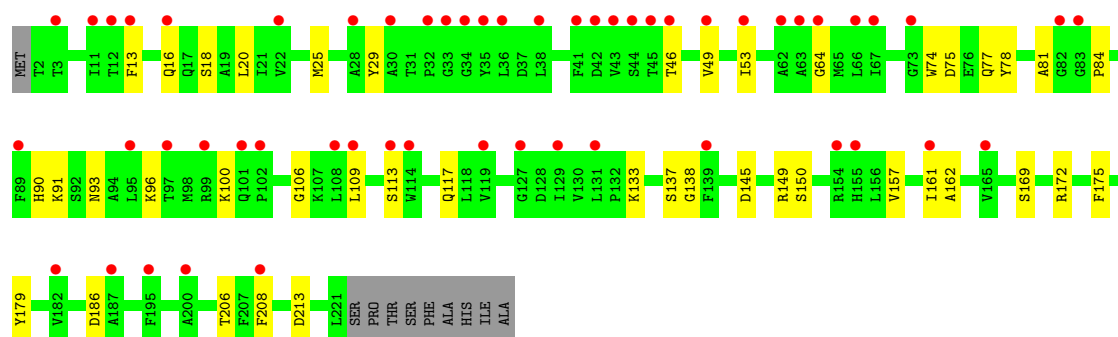 MET T2 T3 I11 T12 F13 Q16 Q17 S18 A19 L20 I21 V22 M25 A28 Y29 A30 T31 P32 G33 G34 Y35 L36 D37 L38 F41 D42 V43 S44 T45 T46 V49 I53 A62 A63 G64 M65 L66 I67 G73 W74 D75 E76 Q77 Y78 A81 G82 G83 P84
F89 H90 K91 S92 N93 A94 L95 K96 T97 M98 R99 K100 Q101 P102 G106 K107 L108 L109 S113 W114 Q117 L118 V119 G127 D128 I129 V130 L131 P132 K133 S137 G138 F139 D145 R149 S150 R154 H155 L156 V157 I161 A162 V165 S169 R172 F175
Y179 V182 D186 A187 F195 A200 T206 F207 F208 D213 L221 SER PRO THR SER PHE ALA HIS ILE ALA